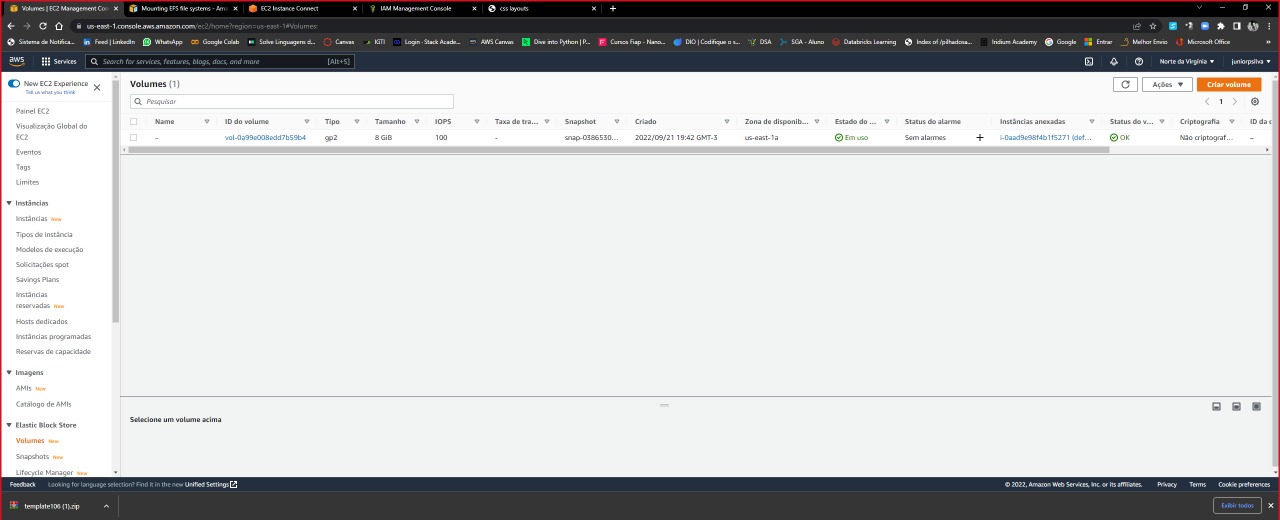 Volumes | EC2 Management Con
Mounting EFS file systems - Ama
EC2 Instance Connect
IAM Management Console
css layouts
us-east-1.console.aws.amazon.com/ec2/home?region=us-east-1#Volumes:
Sistema de Notifica...
Feed | LinkedIn
WhatsApp
Google Colab
Solve Linguagens d...
Canvas
IGTI
Login · Stack Acade...
AWS Canvas
Dive into Python | P...
Cursos Fiap - Nano...
DIO | Codifique o s...
DSA
SGA - Aluno
Databricks Learning
Index of /pilhadosa...
Iridium Academy
Google
Entrar
Melhor Envio
Microsoft Office
aws
Services
Search for services, features, blogs, docs, and more
[Alt+S]
Norte da Virgínia
juniorpsilva
New EC2 Experience
Tell us what you think
Painel EC2
Visualização Global do
EC2
Eventos
Tags
Limites
Instâncias
Instâncias New
Tipos de instância
Modelos de execução
Solicitações spot
Savings Plans
Instâncias
reservadas New
Hosts dedicados
Instâncias programadas
Reservas de capacidade
Imagens
AMIs New
Catálogo de AMIs
Elastic Block Store
Volumes New
Snapshots New
Lifecycle Manager New
Volumes (1)
Ações
Criar volume
Pesquisar
1
Name
ID do volume
Tipo
Tamanho
IOPS
Taxa de tra...
Snapshot
Criado
Zona de disponib...
Estado do ...
Status do alarme
Instâncias anexadas
Status do v...
Criptografia
ID da c
–
vol-0a99e008edd7b59b4
gp2
8 GiB
100
-
snap-0386530...
2022/09/21 19:42 GMT-3
us-east-1a
Em uso
Sem alarmes
i-0aad9e98f4b1f5271 (def...
OK
Não criptograf...
–
Selecione um volume acima
Feedback
Looking for language selection? Find it in the new Unified Settings
© 2022, Amazon Web Services, Inc. or its affiliates.
Privacy
Terms
Cookie preferences
template106 (1).zip
Exibir todos